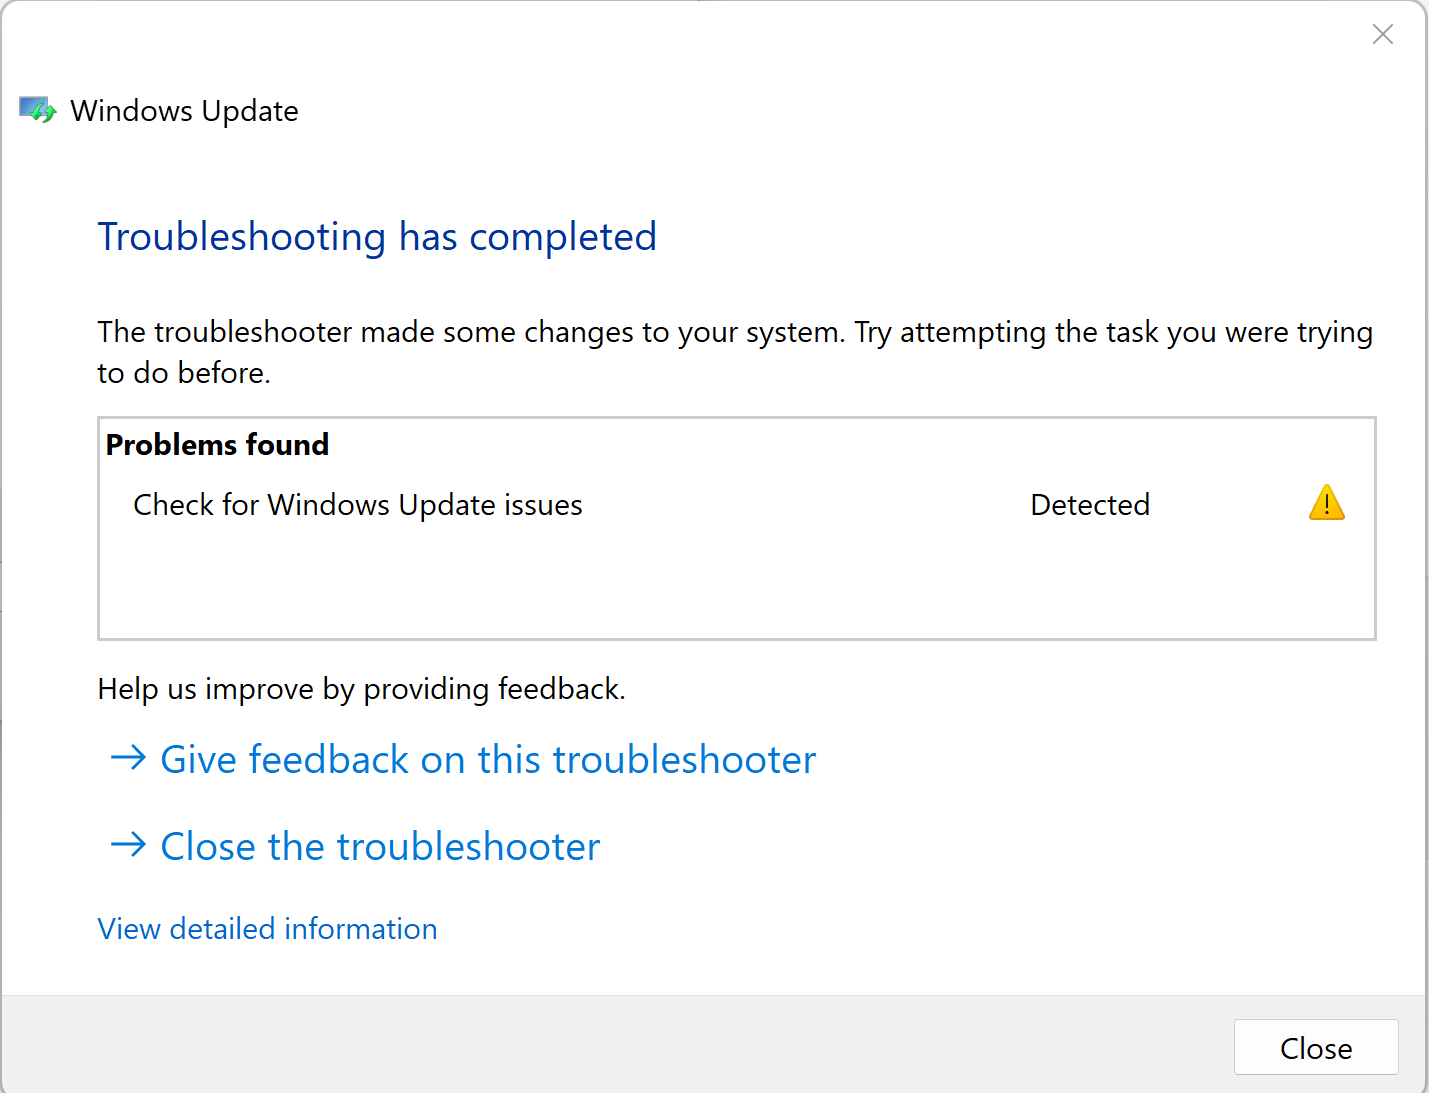 Windows Update
Troubleshooting has completed
The troubleshooter made some changes to your system. Try attempting the task you were trying
to do before.
Problems found
Check for Windows Update issues Detected
Help us improve by providing feedback.
→ Give feedback on this troubleshooter
→ Close the troubleshooter
View detailed information
Close